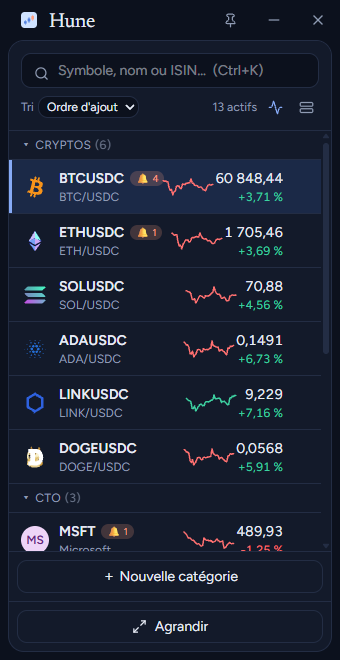 Hune
Symbole, nom ou ISIN... (Ctrl+K)
Tri Ordre d'ajout 13 actifs
CRYPTOS (6)
BTCUSDC 4 60 848,44
BTC/USDC +3,71 %
ETHUSDC 1 1 705,46
ETH/USDC +3,69 %
SOLUSDC 70,88
SOL/USDC +4,56 %
ADAUSDC 0,1491
ADA/USDC +6,73 %
LINKUSDC 9,229
LINK/USDC +7,16 %
DOGEUSDC 0,0568
DOGE/USDC +5,91 %
CTO (3)
MS MSFT 1 489,93
Microsoft -1,25 %
+ Nouvelle catégorie
Agrandir